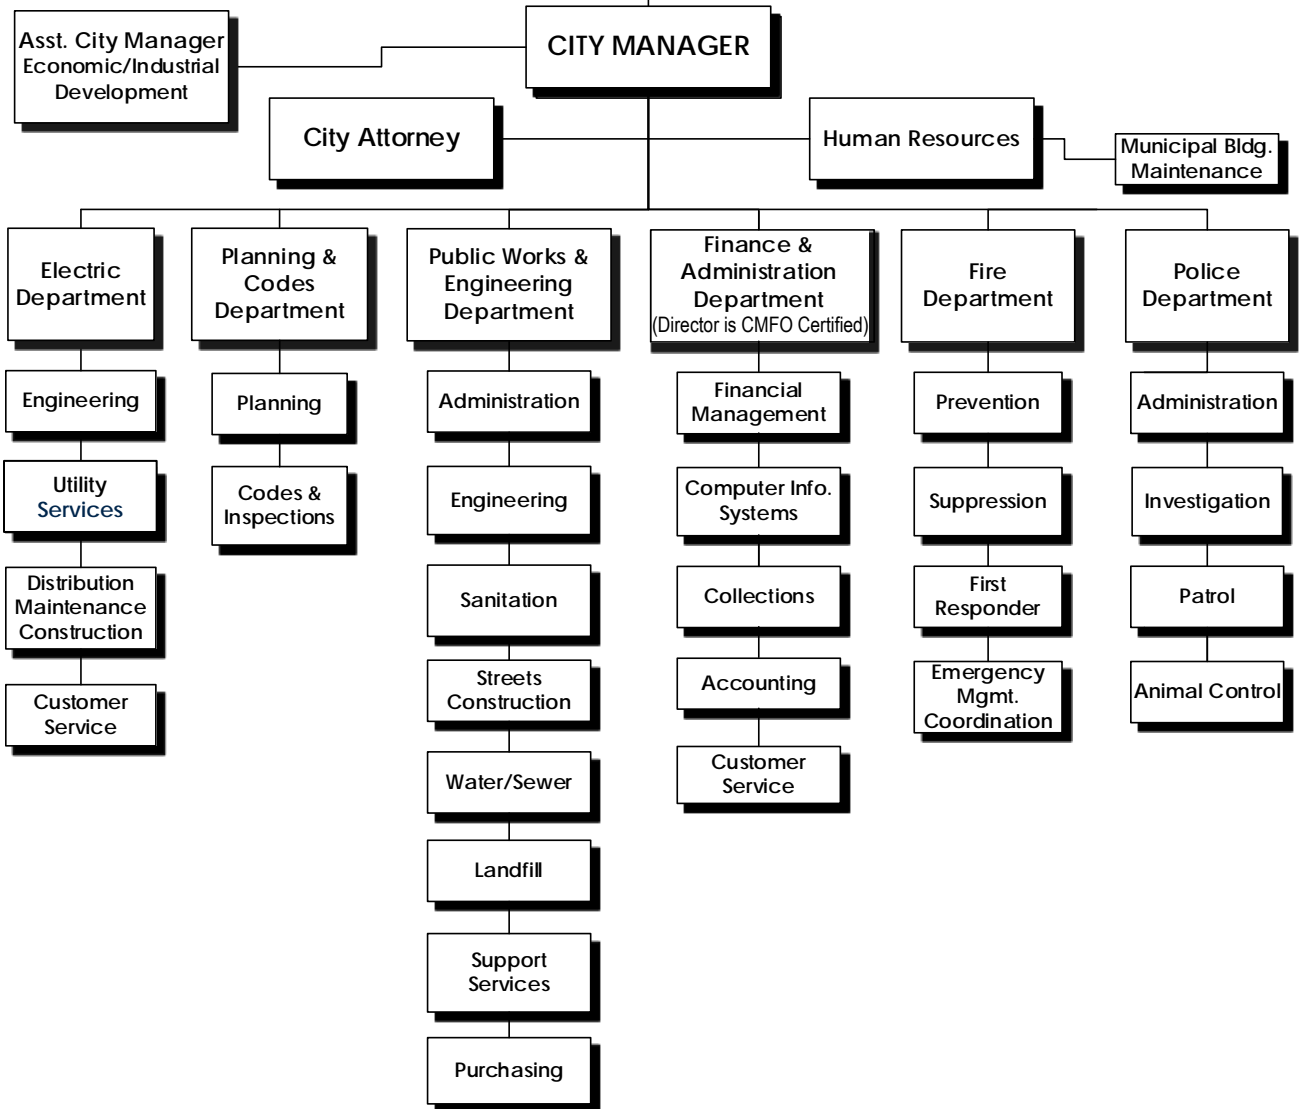 Asst. City Manager
Economic/Industrial
Development
CITY MANAGER
City Attorney
Human Resources
Municipal Bldg.
Maintenance
Electric
Department
Planning &
Codes
Department
Public Works &
Engineering
Department
Finance &
Administration
Department
(Director is CMFO Certified)
Fire
Department
Police
Department
Engineering
Utility
Services
Distribution
Maintenance
Construction
Customer
Service
Planning
Codes &
Inspections
Administration
Engineering
Sanitation
Streets
Construction
Water/Sewer
Landfill
Support
Services
Purchasing
Financial
Management
Computer Info.
Systems
Collections
Accounting
Customer
Service
Prevention
Suppression
First
Responder
Emergency
Mgmt.
Coordination
Administration
Investigation
Patrol
Animal Control